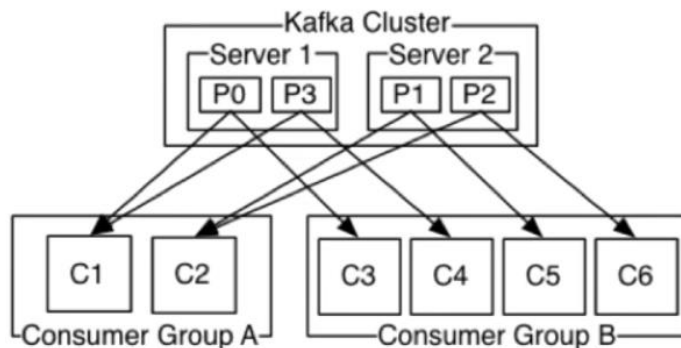 Kafka Cluster
Server 1 Server 2
P0 P3 P1 P2
C1 C2 C3 C4 C5 C6
Consumer Group A Consumer Group B